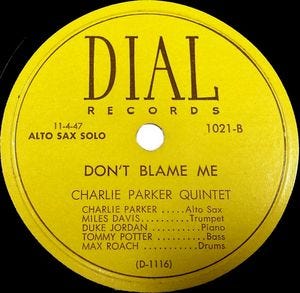 DIAL
RECORDS
11-4-47
ALTO SAX SOLO
1021-B
DON'T BLAME ME
CHARLIE PARKER QUINTET
CHARLIE PARKER .....Alto Sax
MILES DAVIS..........Trumpet
DUKE JORDAN...........Piano
TOMMY POTTER...........Bass
MAX ROACH............Drums
(D-1116)